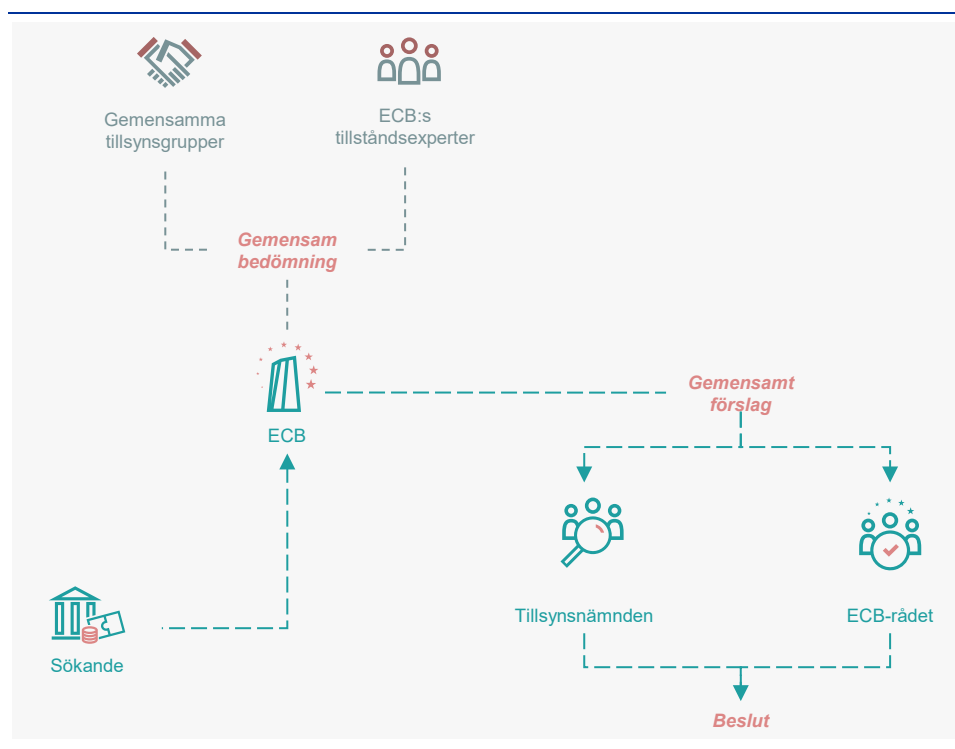 Gemensamma
tillsynsgrupper
ECB:s
tillståndsexperter
Gemensam
bedömning
ECB
Gemensamt
förslag
Sökande
Tillsynsnämnden
ECB-rådet
Beslut